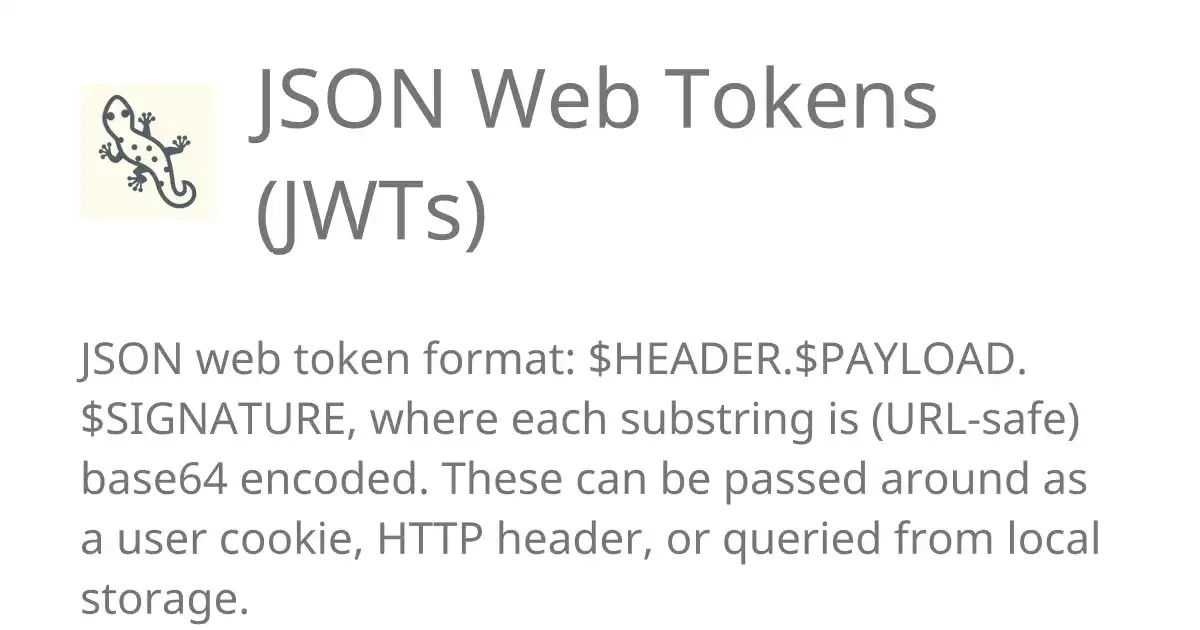 JSON Web Tokens
(JWTs)
JSON web token format: $HEADER.$PAYLOAD.
$SIGNATURE, where each substring is (URL-safe)
base64 encoded. These can be passed around as
a user cookie, HTTP header, or queried from local
storage.